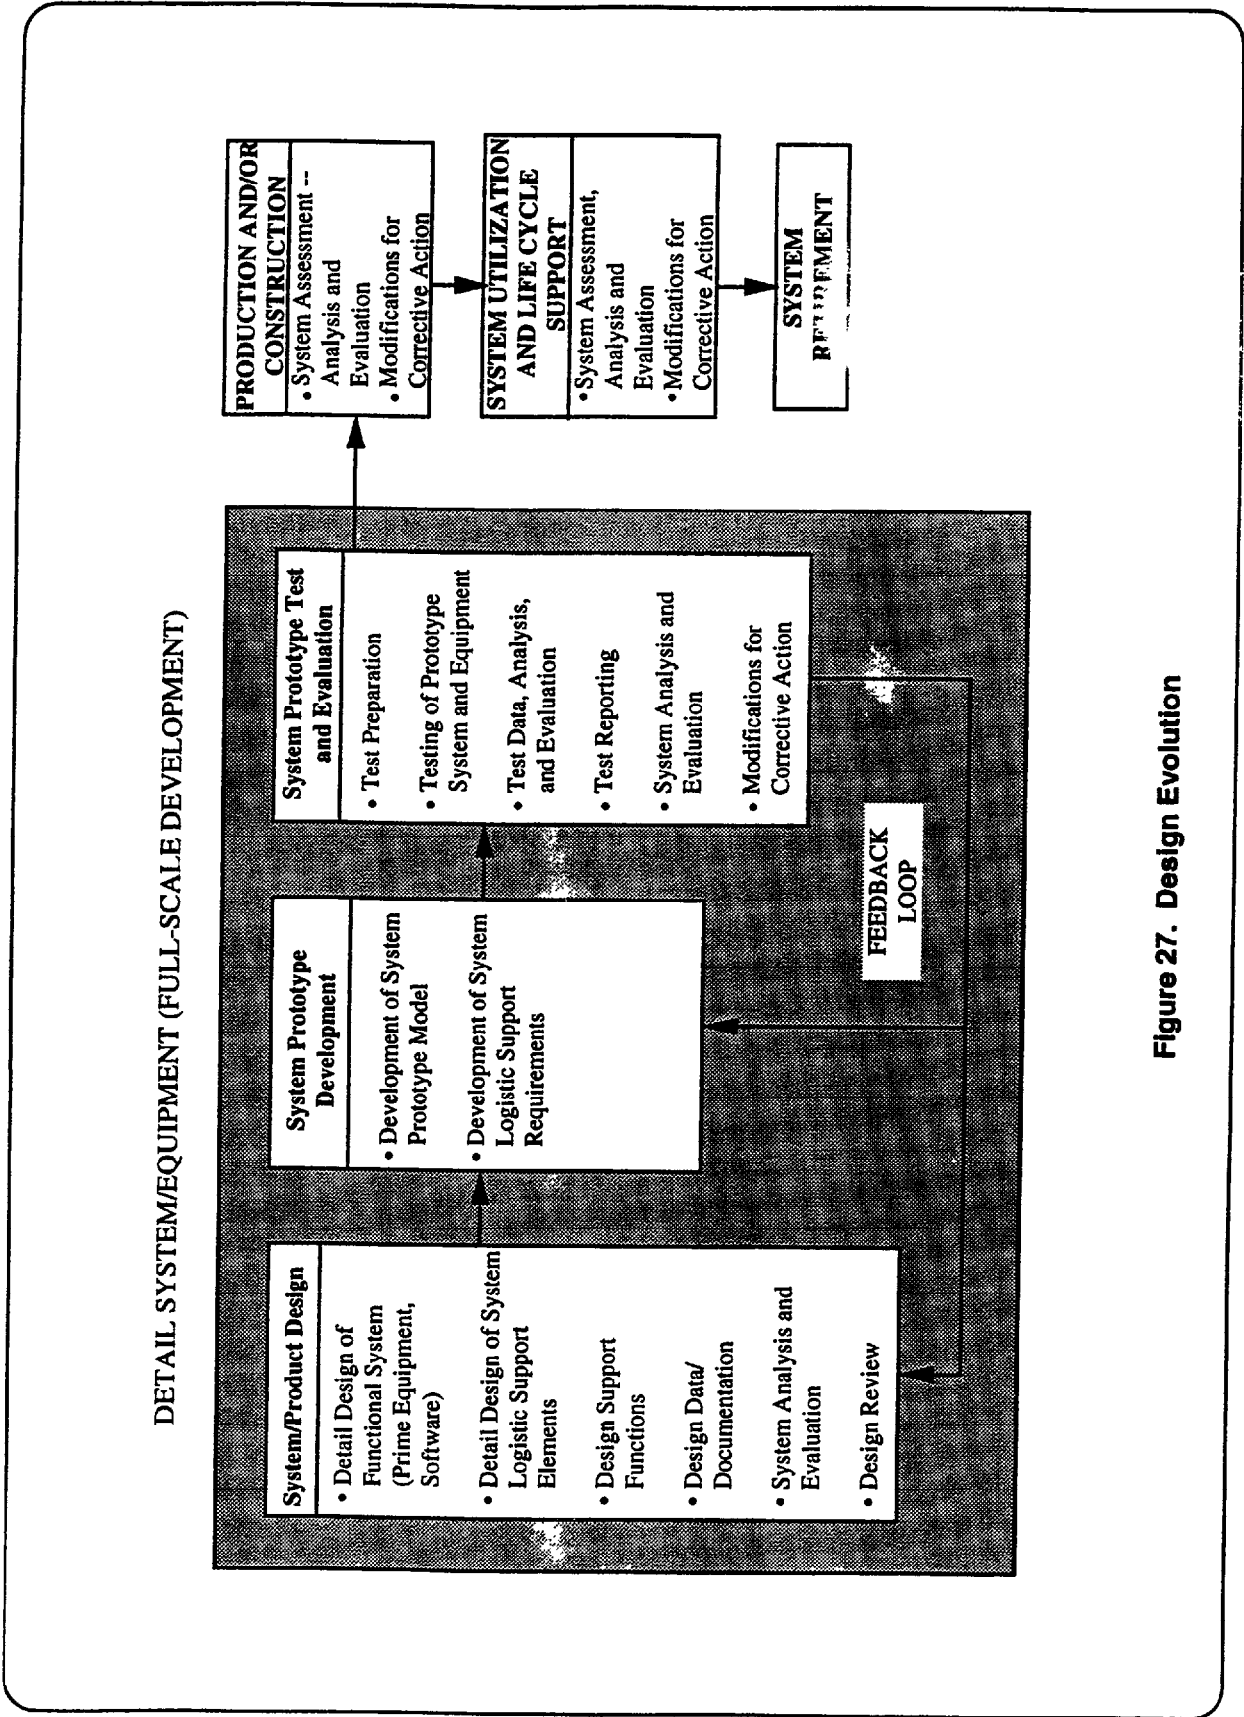 DETAIL SYSTEM/EQUIPMENT (FULL-SCALE DEVELOPMENT)
System/Product Design
• Detail Design of
Functional System
(Prime Equipment,
Software)
• Detail Design of System
Logistic Support
Elements
• Design Support
Functions
• Design Data/
Documentation
• System Analysis and
Evaluation
• Design Review
System Prototype
Development
• Development of System
Prototype Model
• Development of System
Logistic Support
Requirements
System Prototype Test
and Evaluation
• Test Preparation
• Testing of Prototype
System and Equipment
• Test Data, Analysis,
and Evaluation
• Test Reporting
• System Analysis and
Evaluation
• Modifications for
Corrective Action
FEEDBACK
LOOP
PRODUCTION AND/OR
CONSTRUCTION
• System Assessment --
Analysis and
Evaluation
• Modifications for
Corrective Action
SYSTEM UTILIZATION
AND LIFE CYCLE
SUPPORT
• System Assessment,
Analysis and
Evaluation
• Modifications for
Corrective Action
SYSTEM
RETIREMENT
Figure 27. Design Evolution